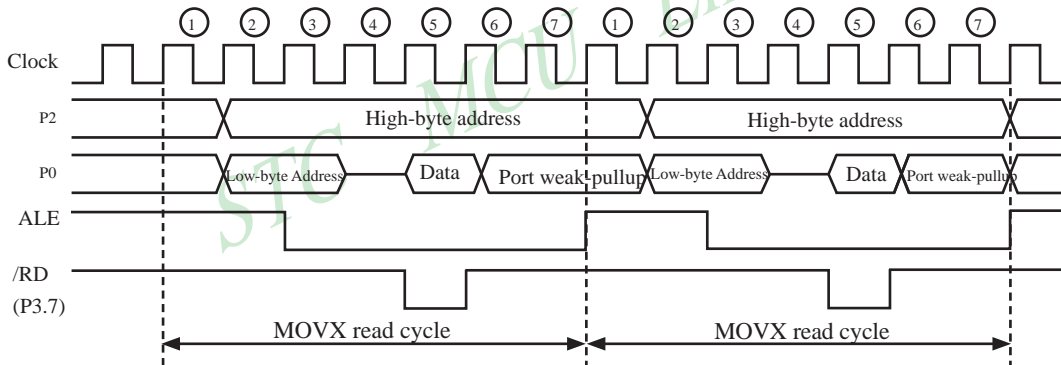 1 2 3 4 5 6 7 1 2 3 4 5 6 7
Clock
P2 High-byte address High-byte address
P0 Low-byte Address Data Port weak-pullup Low-byte Address Data Port weak-pullup
ALE
/RD
(P3.7)
MOVX read cycle MOVX read cycle
STC MCU